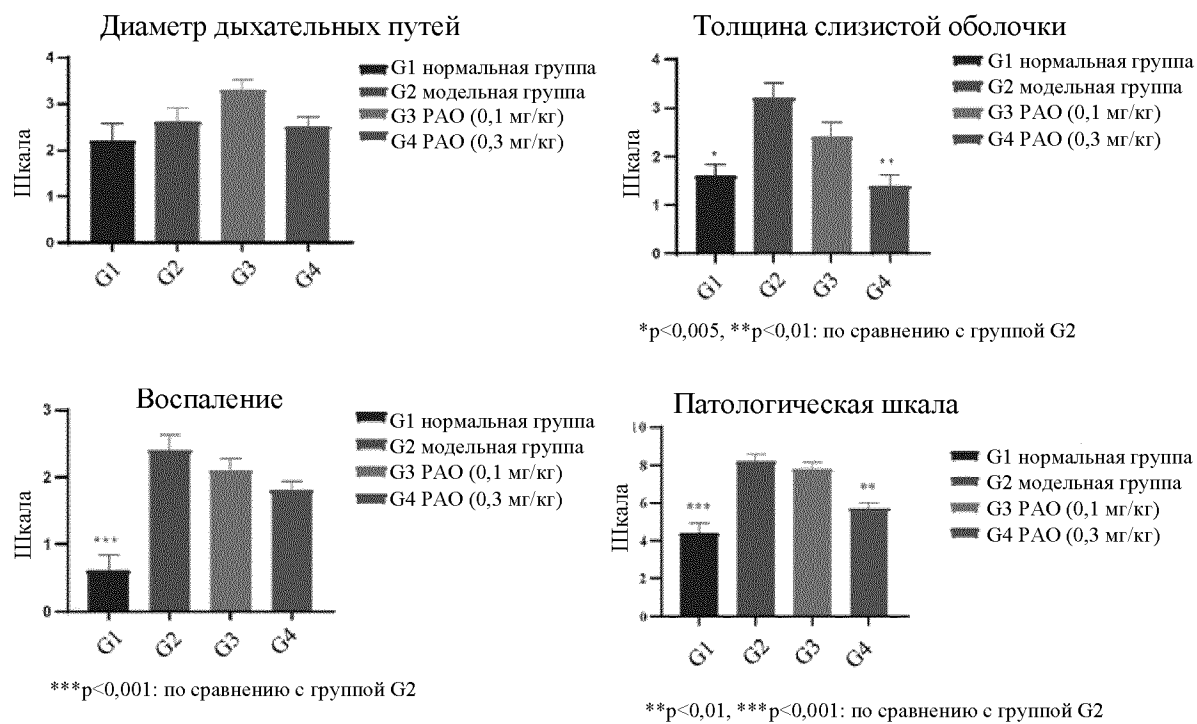 Диаметр дыхательных путей
Шкала
4
3
2
1
0
G1
G2
G3
G4
G1 нормальная группа
G2 модельная группа
G3 PAO (0,1 мг/кг)
G4 PAO (0,3 мг/кг)
Толщина слизистой оболочки
Шкала
4
3
2
1
0
*
**
G1
G2
G3
G4
G1 нормальная группа
G2 модельная группа
G3 PAO (0,1 мг/кг)
G4 PAO (0,3 мг/кг)
*p<0,005, **p<0,01: по сравнению с группой G2
Воспаление
Шкала
3
2
1
0
***
G1
G2
G3
G4
G1 нормальная группа
G2 модельная группа
G3 PAO (0,1 мг/кг)
G4 PAO (0,3 мг/кг)
***p<0,001: по сравнению с группой G2
Патологическая шкала
Шкала
10
8
6
4
2
0
***
**
G1
G2
G3
G4
G1 нормальная группа
G2 модельная группа
G3 PAO (0,1 мг/кг)
G4 PAO (0,3 мг/кг)
**p<0,01, ***p<0,001: по сравнению с группой G2